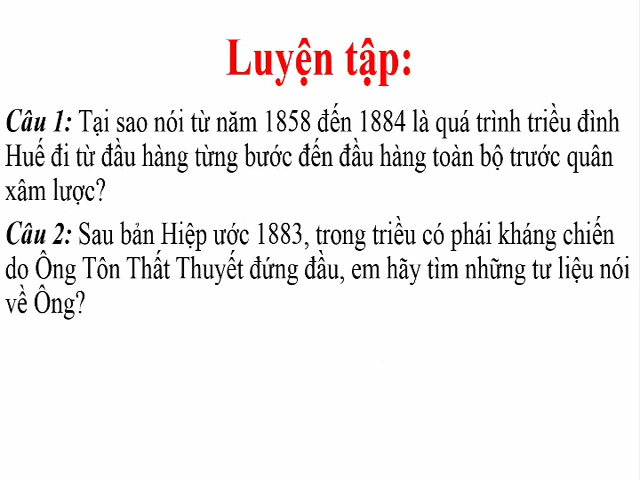 Luyện tập:
Câu 1: Tại sao nói từ năm 1858 đến 1884 là quá trình triều đình
Huế đi từ đầu hàng từng bước đến đầu hàng toàn bộ trước quân
xâm lược?
Câu 2: Sau bản Hiệp ước 1883, trong triều có phái kháng chiến
do Ông Tôn Thất Thuyết đứng đầu, em hãy tìm những tư liệu nói
về Ông?